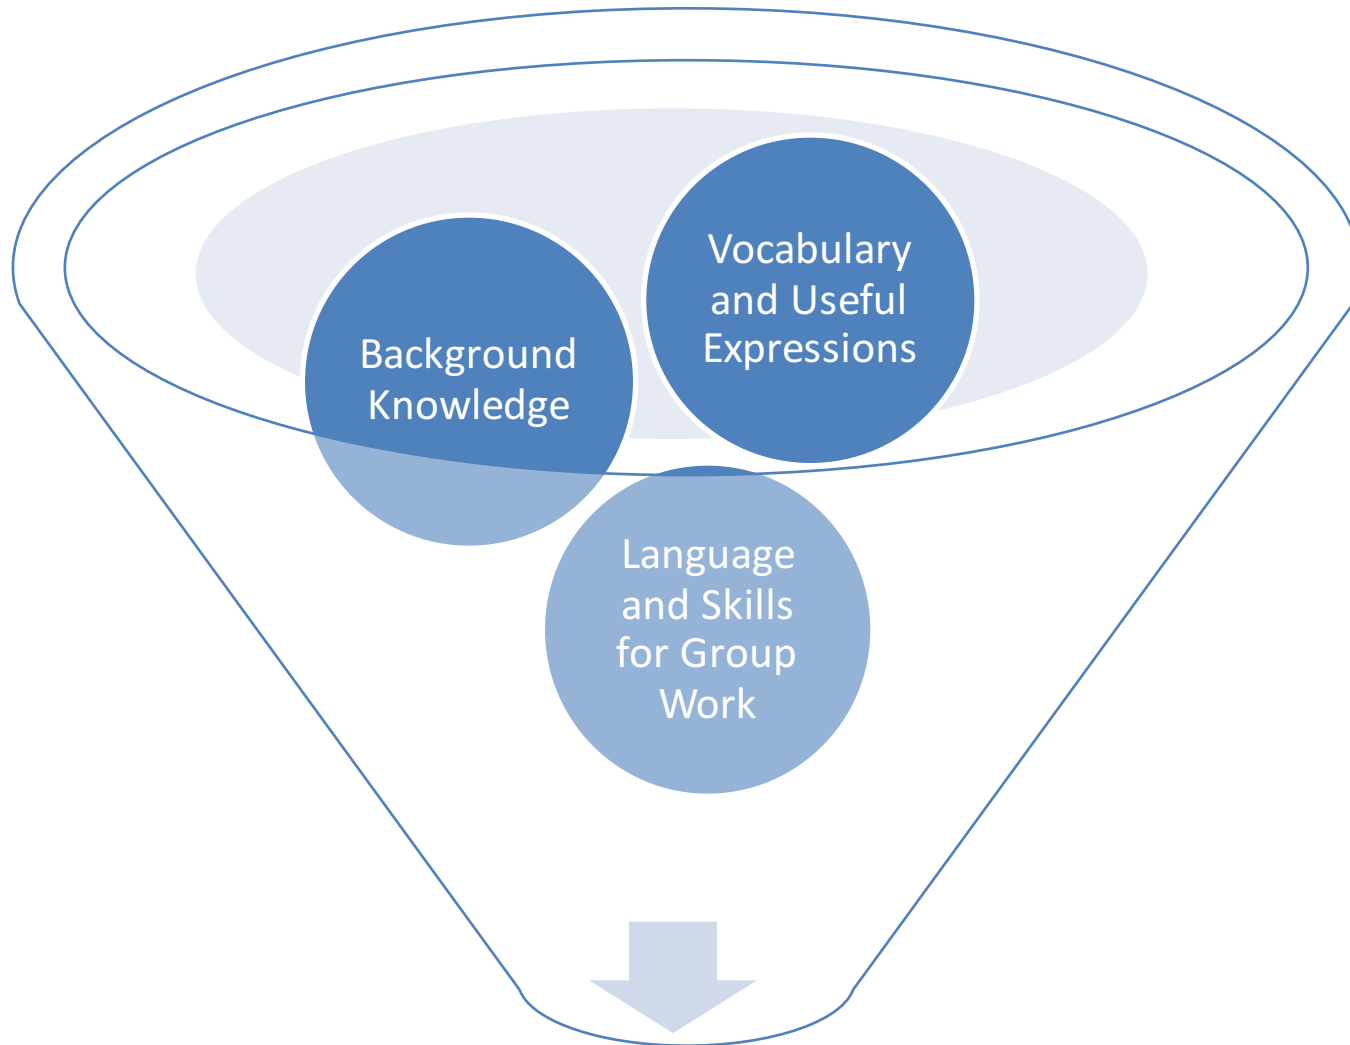 Vocabulary
and Useful
Expressions
Background
Knowledge
Language
and Skills
for Group
Work